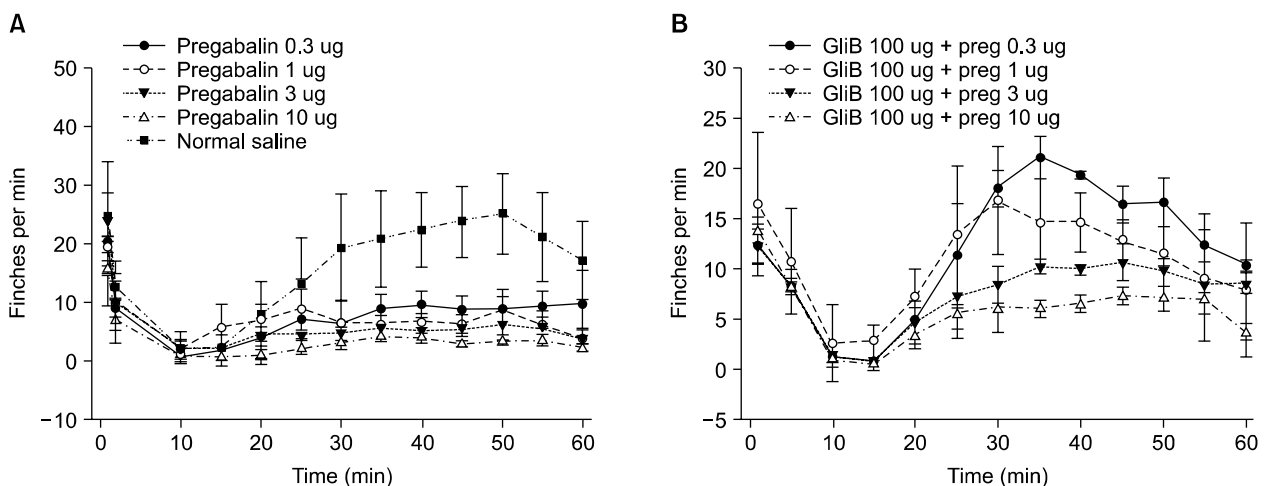 A
Pregabalin 0.3 ug
Pregabalin 1 ug
Pregabalin 3 ug
Pregabalin 10 ug
Normal saline
Finches per min
50
40
30
20
10
0
−10
0 10 20 30 40 50 60
Time (min)
B
GliB 100 ug + preg 0.3 ug
GliB 100 ug + preg 1 ug
GliB 100 ug + preg 3 ug
GliB 100 ug + preg 10 ug
Finches per min
30
25
20
15
10
5
0
−5
0 10 20 30 40 50 60
Time (min)